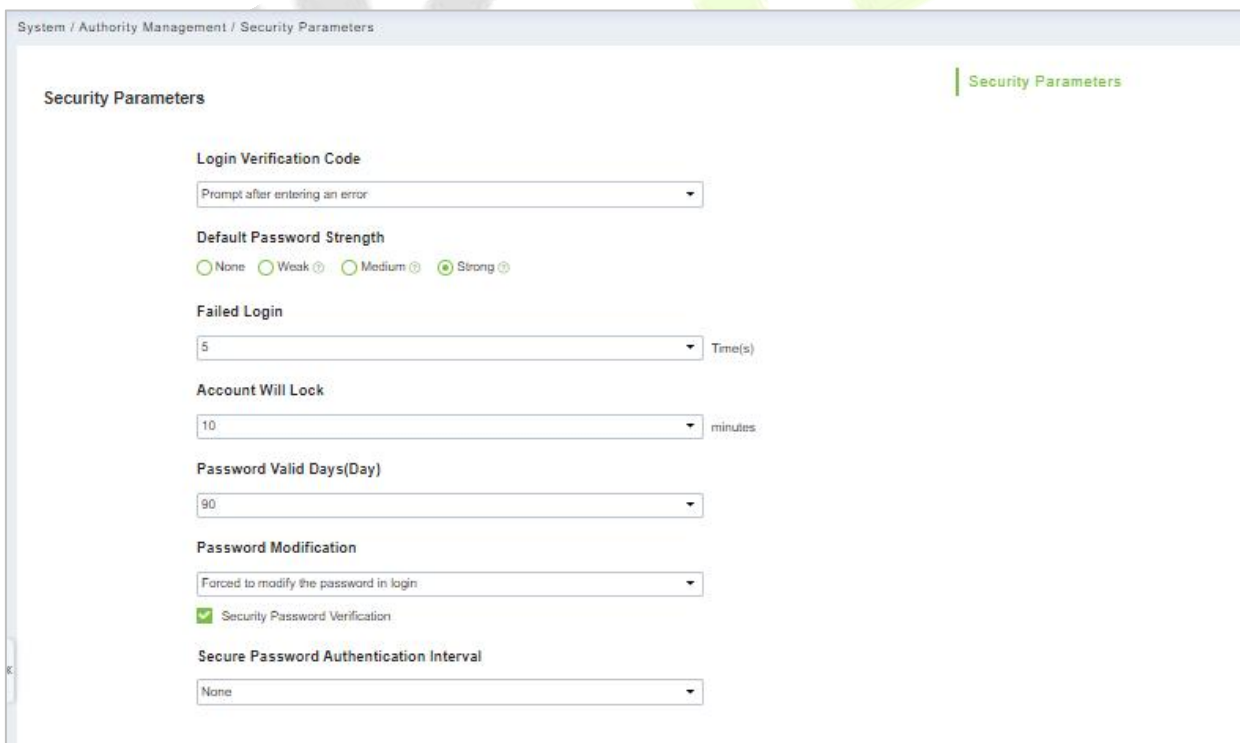 System / Authority Management / Security Parameters
Security Parameters
Security Parameters
Login Verification Code
Prompt after entering an error
Default Password Strength
None Weak ? Medium ? Strong ?
Failed Login
5 Time(s)
Account Will Lock
10 minutes
Password Valid Days(Day)
90
Password Modification
Forced to modify the password in login
Security Password Verification
Secure Password Authentication Interval
None